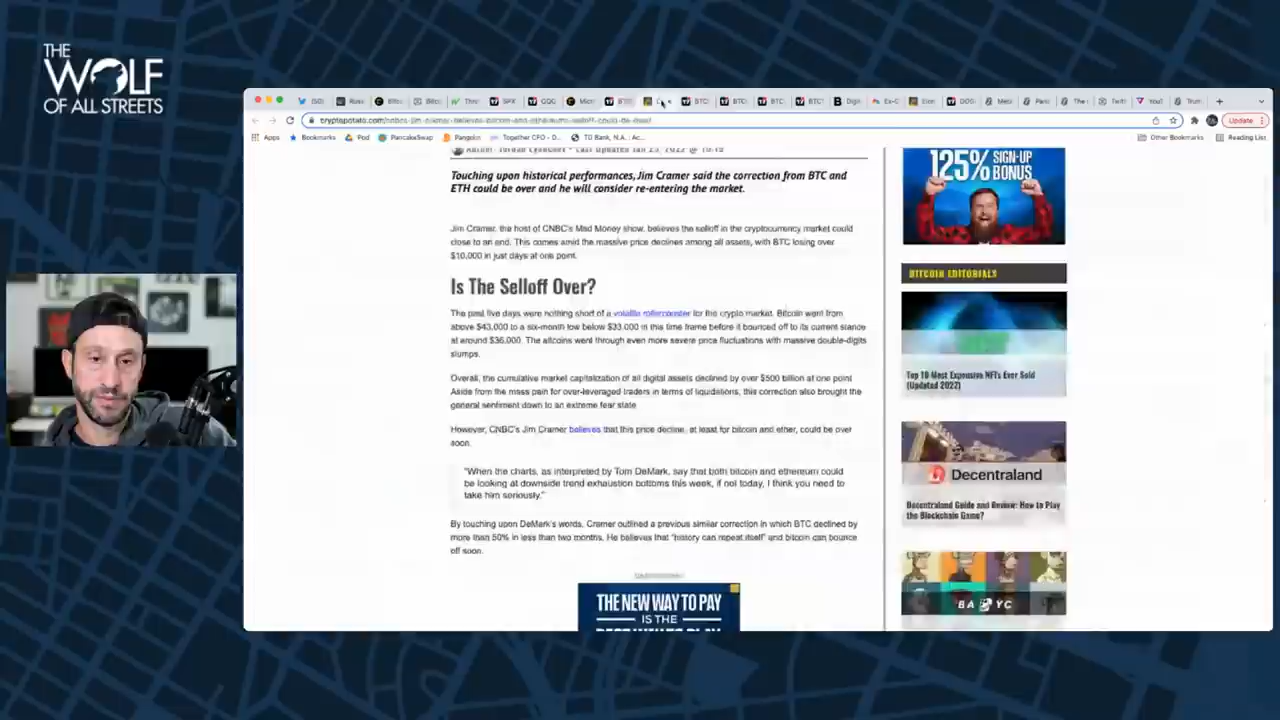 THE
WOLF
OF ALL STREETS
Update
cryptopotato.com/cnbcs-jim-cramer-believes-bitcoin-and-ethereums-selloff-could-be-over/
Apps
Bookmarks
Pod
PancakeSwap
Pangolin
Together CFO - D...
TD Bank, N.A., Ac...
Other Bookmarks
Reading List
Touching upon historical performances, Jim Cramer said the correction from BTC and
ETH could be over and he will consider re-entering the market.
Jim Cramer, the host of CNBC's Mad Money show, believes the selloff in the cryptocurrency market could
close to an end. This comes amid the massive price declines among all assets, with BTC losing over
$10,000 in just days at one point.
Is The Selloff Over?
The past five days were nothing short of a volatile rollercoaster for the crypto market. Bitcoin went from
above $43,000 to a six-month low below $33,000 in this time frame before it bounced off to its current stance
at around $36,000. The altcoins went through even more severe price fluctuations with massive double-digits
slumps.
Overall, the cumulative market capitalization of all digital assets declined by over $500 billion at one point
Aside from the mass pain for over-leveraged traders in terms of liquidations, this correction also brought the
general sentiment down to an extreme fear state
However, CNBC's Jim Cramer believes that this price decline, at least for bitcoin and ether, could be over
soon.
"When the charts, as interpreted by Tom DeMark, say that both bitcoin and ethereum could
be looking at downside trend exhaustion bottoms this week, if not today, I think you need to
take him seriously."
By touching upon DeMark's words, Cramer outlined a previous similar correction in which BTC declined by
more than 50% in less than two months. He believes that "history can repeat itself" and bitcoin can bounce
off soon.
THE NEW WAY TO PAY
IS THE
125% SIGN-UP
BONUS
BITCOIN EDITORIALS
Top 10 Most Expensive NFTs Ever Sold
(Updated 2022)
Decentraland
Decentraland Guide and Review: How to Play
the Blockchain Game?
BAYC